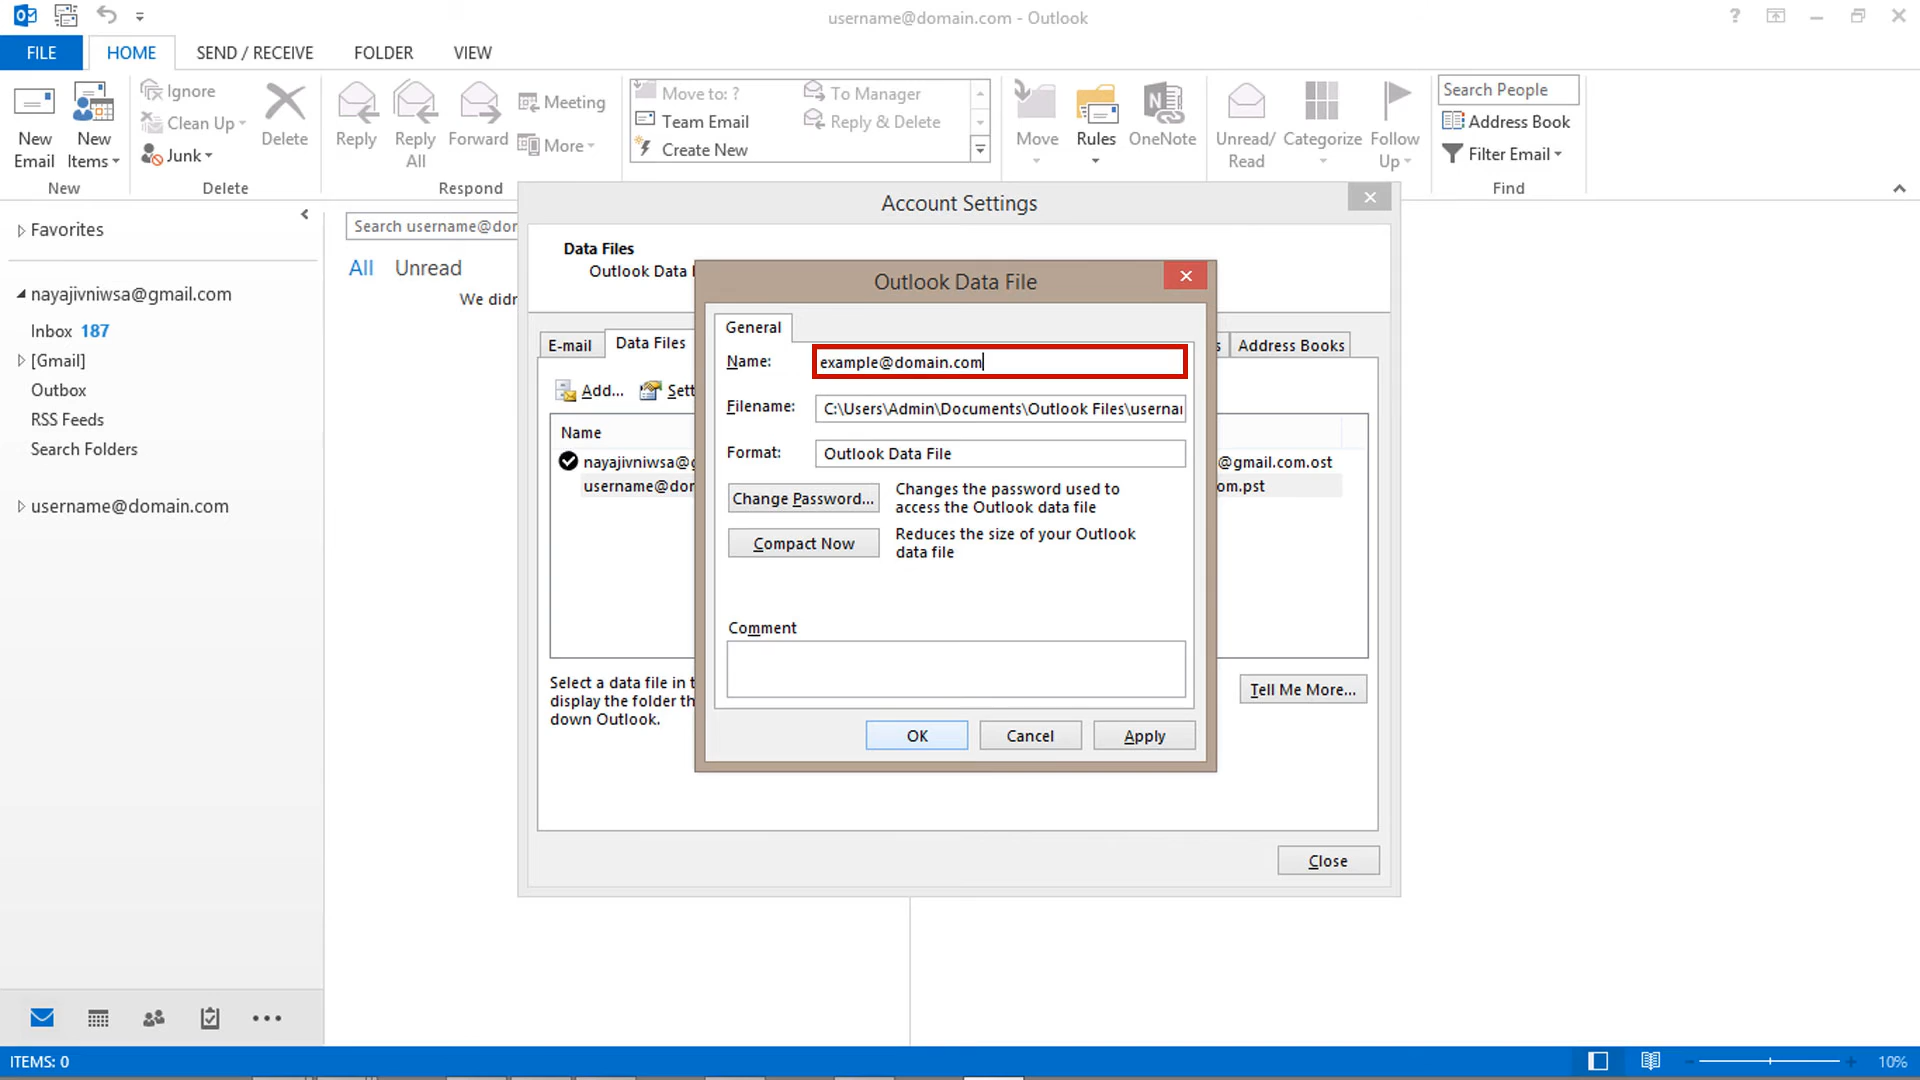 username@domain.com - Outlook
FILE
HOME
SEND / RECEIVE
FOLDER
VIEW
New
Email
New
Items
New
Ignore
Clean Up
Junk
Delete
Delete
Reply
Reply
All
Forward
Meeting
More
Respond
Move to: ?
Team Email
Create New
To Manager
Reply & Delete
Move
Rules
OneNote
Unread/
Read
Categorize
Follow
Up
Search People
Address Book
Filter Email
Find
Favorites
nayajivniwsa@gmail.com
Inbox 187
[Gmail]
Outbox
RSS Feeds
Search Folders
username@domain.com
Search username@dor
All Unread
We didn
Account Settings
Data Files
Outlook Data
E-mail
Data Files
s
Address Books
Add...
Sett
Name
nayajivniwsa@g
@gmail.com.ost
username@dor
om.pst
Select a data file in t
display the folder th
down Outlook.
Tell Me More...
Close
Outlook Data File
General
Name:
example@domain.com
Filename:
C:\Users\Admin\Documents\Outlook Files\usernai
Format:
Outlook Data File
Change Password...
Changes the password used to
access the Outlook data file
Compact Now
Reduces the size of your Outlook
data file
Comment
OK
Cancel
Apply
ITEMS: 0
10%